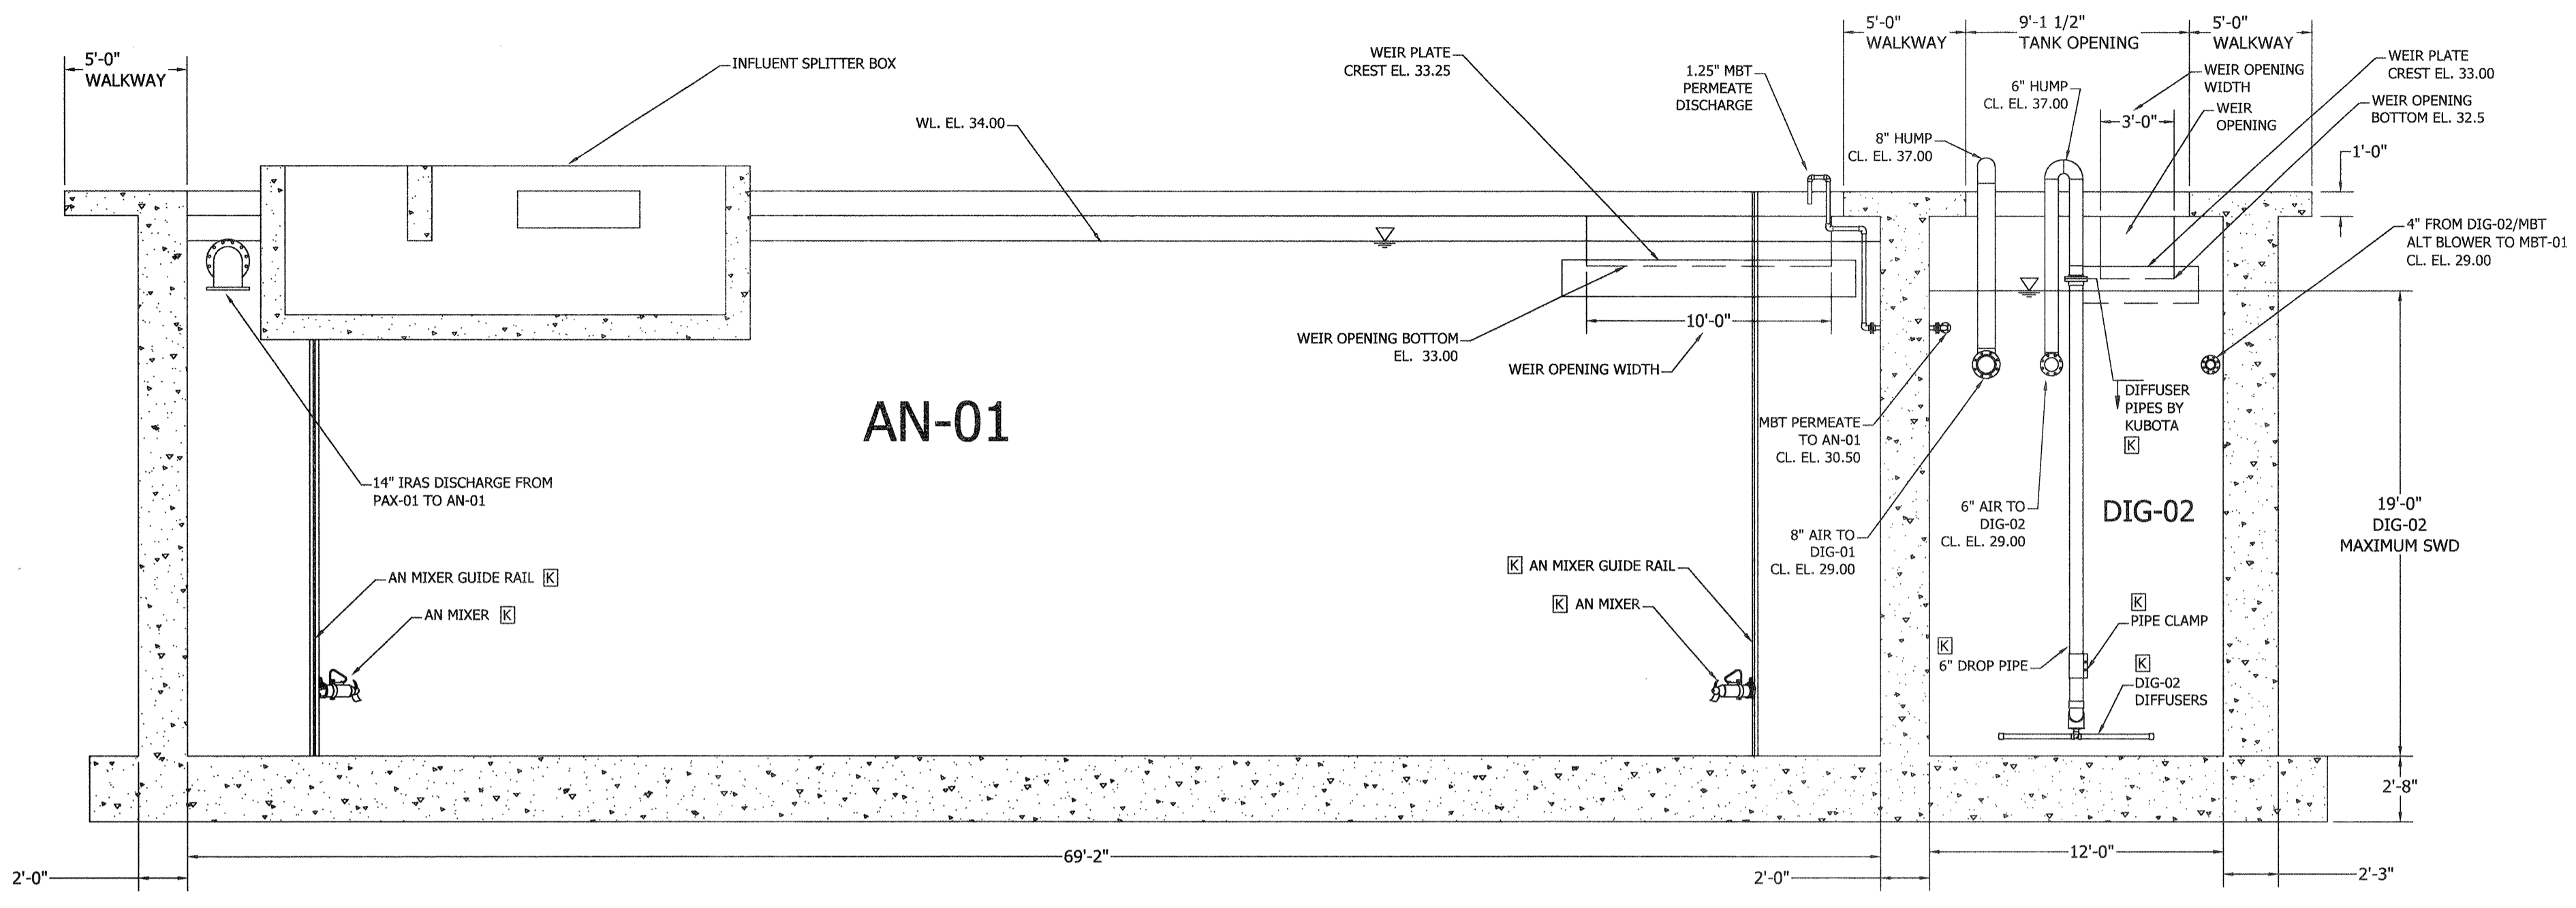 5'-0"
WALKWAY
INFLUENT SPLITTER BOX
WL. EL. 34.00
WEIR PLATE
CREST EL. 33.25
1.25" MBT
PERMEATE
DISCHARGE
5'-0"
WALKWAY
9'-1 1/2"
TANK OPENING
5'-0"
WALKWAY
8" HUMP
CL. EL. 37.00
6" HUMP
CL. EL. 37.00
WEIR OPENING
WIDTH
3'-0"
WEIR
OPENING
WEIR PLATE
CREST EL. 33.00
WEIR OPENING
BOTTOM EL. 32.5
1'-0"
4" FROM DIG-02/MBT
ALT BLOWER TO MBT-01
CL. EL. 29.00
10'-0"
WEIR OPENING BOTTOM
EL. 33.00
WEIR OPENING WIDTH
AN-01
MBT PERMEATE
TO AN-01
CL. EL. 30.50
DIFFUSER
PIPES BY
KUBOTA
K
14" IRAS DISCHARGE FROM
PAX-01 TO AN-01
8" AIR TO
DIG-01
CL. EL. 29.00
6" AIR TO
DIG-02
CL. EL. 29.00
DIG-02
19'-0"
DIG-02
MAXIMUM SWD
AN MIXER GUIDE RAIL K
AN MIXER K
K AN MIXER GUIDE RAIL
K AN MIXER
K
PIPE CLAMP
K
6" DROP PIPE
K
DIG-02
DIFFUSERS
2'-8"
69'-2"
12'-0"
2'-0"
2'-0"
2'-3"